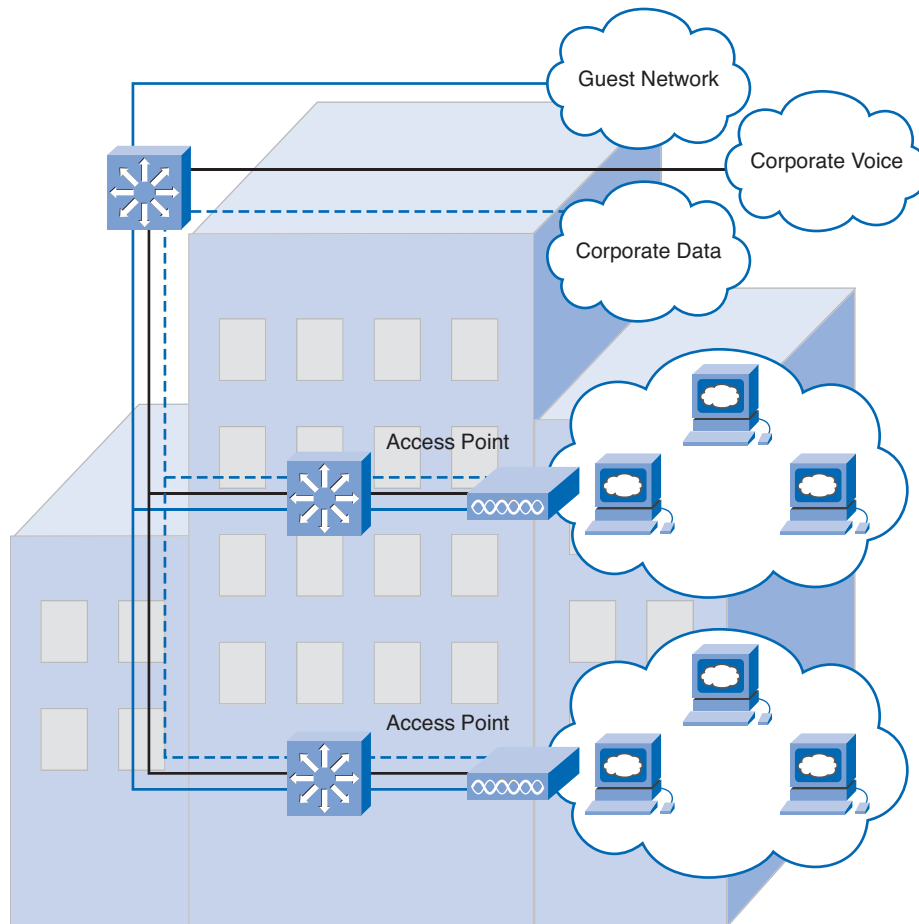 Guest Network
Corporate Voice
Corporate Data
Access Point
Access Point